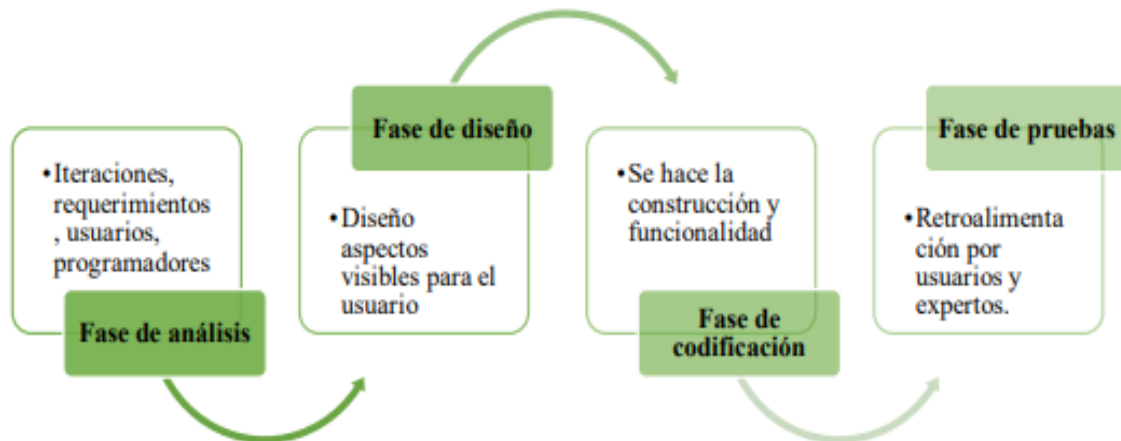 •Iteraciones,
requerimientos
, usuarios,
programadores
Fase de análisis
Fase de diseño
•Diseño
aspectos
visibles para el
usuario
•Se hace la
construcción y
funcionalidad
Fase de
codificación
Fase de pruebas
•Retroalimenta
ción por
usuarios y
expertos.